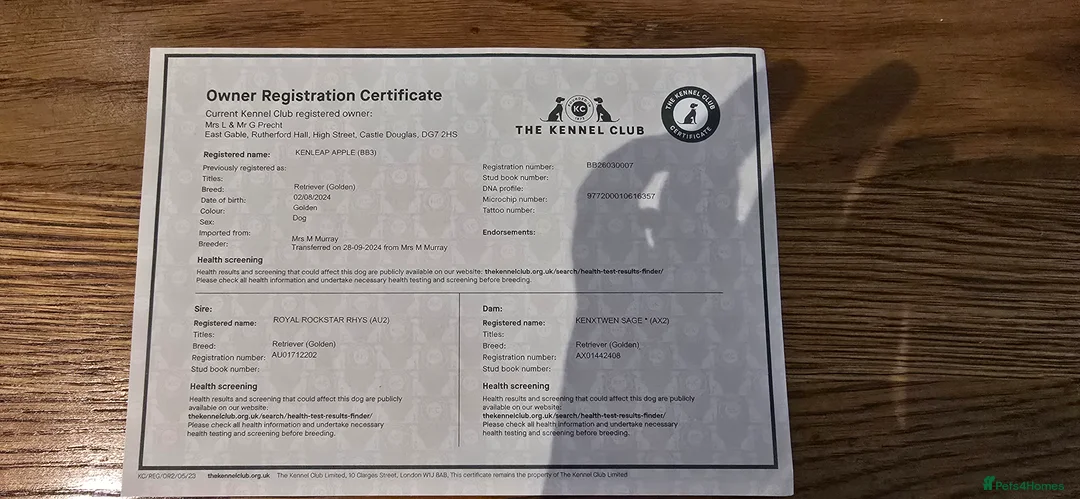 Owner Registration Certificate
Current Kennel Club registered owner:
Mrs L & Mr G Precht
East Gable, Rutherford Hall, High Street, Castle Douglas, DG7 2HS
THE KENNEL CLUB
KC
THE KENNEL CLUB
CERTIFICATE
Registered name: KENLEAP APPLE (BB3)
Previously registered as:
Titles:
Breed: Retriever (Golden)
Date of birth: 02/08/2024
Colour: Golden
Sex: Dog
Imported from:
Breeder: Mrs M Murray
Transferred on 28-09-2024 from Mrs M Murray
Registration number: BB26030007
Stud book number:
DNA profile:
Microchip number: 977200010616357
Tattoo number:
Endorsements:
Health screening
Health results and screening that could affect this dog are publicly available on our website: thekennelclub.org.uk/search/health-test-results-finder/
Please check all health information and undertake necessary health testing and screening before breeding.
Sire:
Registered name: ROYAL ROCKSTAR RHYS (AU2)
Titles:
Breed: Retriever (Golden)
Registration number: AU01712202
Stud book number:
Health screening
Health results and screening that could affect this dog are publicly
available on our website:
thekennelclub.org.uk/search/health-test-results-finder/
Please check all health information and undertake necessary
health testing and screening before breeding.
Dam:
Registered name: KENXTWEN SAGE * (AX2)
Titles:
Breed: Retriever (Golden)
Registration number: AX01442408
Stud book number:
Health screening
Health results and screening that could affect this dog are publicly
available on our website:
thekennelclub.org.uk/search/health-test-results-finder/
Please check all health information and undertake necessary
health testing and screening before breeding.
KC/REG/OR2/05/23 thekennelclub.org.uk The Kennel Club Limited, 10 Clarges Street, London W1J 8AB, This certificate remains the property of The Kennel Club Limited
Pets4Homes